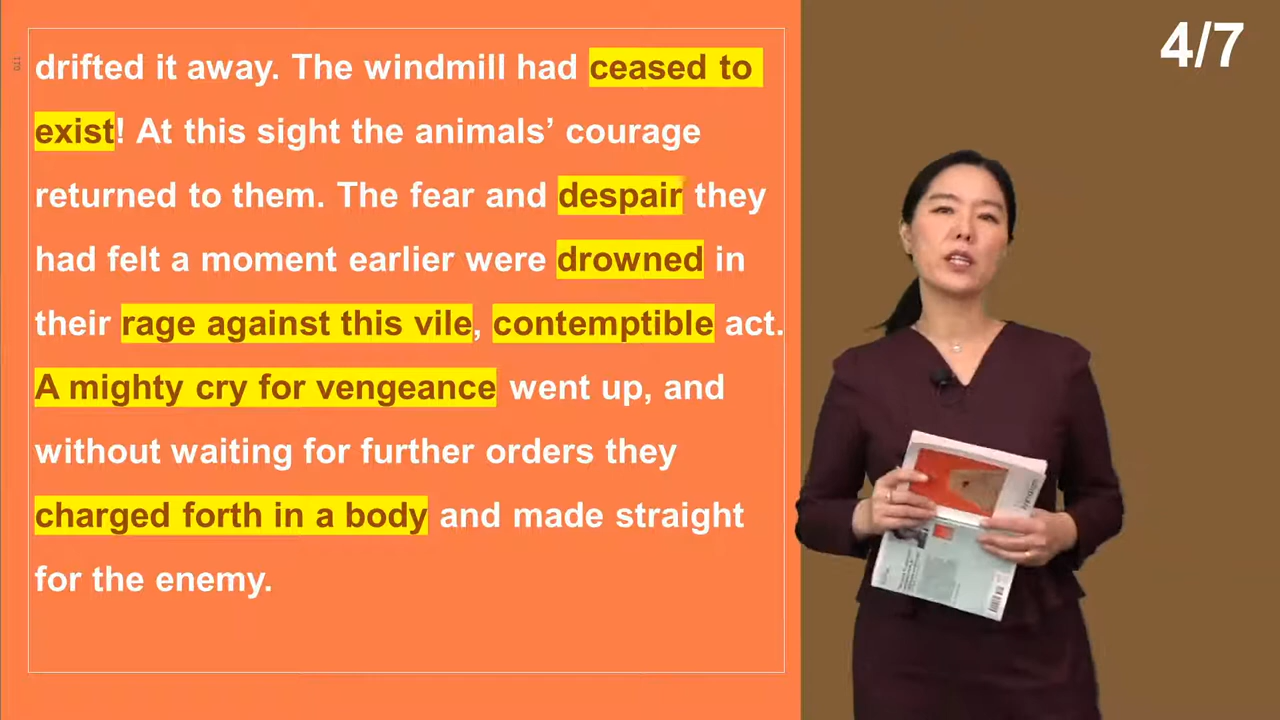 drifted it away. The windmill had ceased to
exist! At this sight the animals’ courage
returned to them. The fear and despair they
had felt a moment earlier were drowned in
their rage against this vile, contemptible act.
A mighty cry for vengeance went up, and
without waiting for further orders they
charged forth in a body and made straight
for the enemy.
4/7